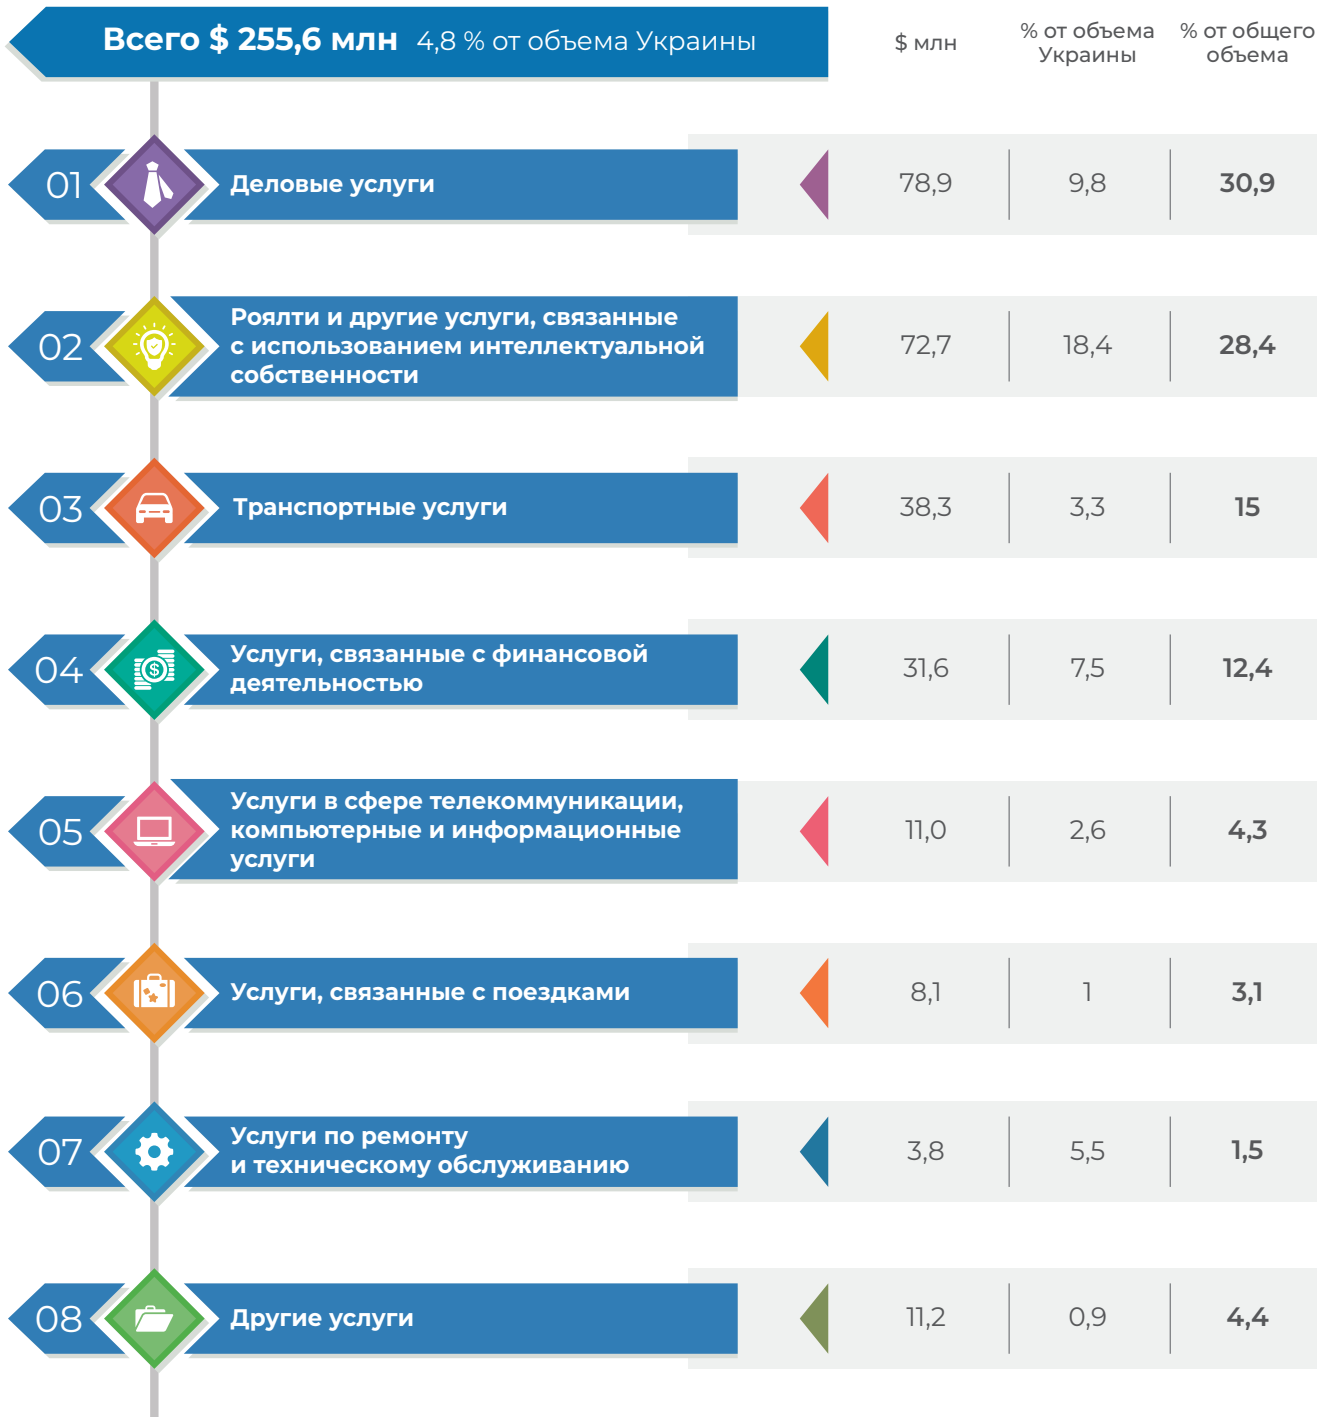 Всего $ 255,6 млн 4,8 % от объема Украины
$ млн
% от объема
Украины
% от общего
объема
01
Деловые услуги
78,9
9,8
30,9
02
Роялти и другие услуги, связанные
с использованием интеллектуальной
собственности
72,7
18,4
28,4
03
Транспортные услуги
38,3
3,3
15
04
Услуги, связанные с финансовой
деятельностью
31,6
7,5
12,4
05
Услуги в сфере телекоммуникации,
компьютерные и информационные
услуги
11,0
2,6
4,3
06
Услуги, связанные с поездками
8,1
1
3,1
07
Услуги по ремонту
и техническому обслуживанию
3,8
5,5
1,5
08
Другие услуги
11,2
0,9
4,4